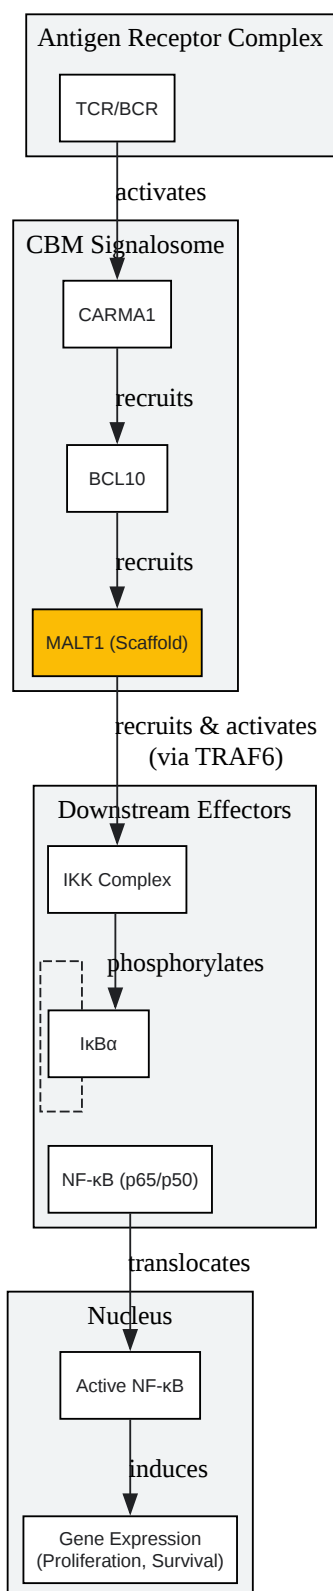 Antigen Receptor Complex
TCR/BCR
activates
CBM Signalosome
CARMA1
recruits
BCL10
recruits
MALT1 (Scaffold)
recruits & activates
(via TRAF6)
Downstream Effectors
IKK Complex
phosphorylates
IκBα
NF-κB (p65/p50)
translocates
Nucleus
Active NF-κB
induces
Gene Expression
(Proliferation, Survival)